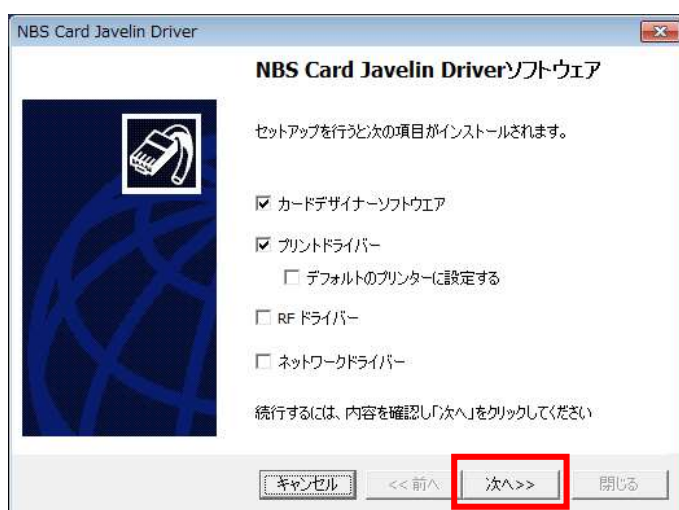 NBS Card Javelin Driver
NBS Card Javelin Driverソフトウェア
セットアップを行うと次の項目がインストールされます。
カードデザイナーソフトウエア
プリントドライバー
デフォルトのプリンターに設定する
RF ドライバー
ネットワークドライバー
続行するには、内容を確認し「次へ」をクリックしてください
キャンセル <<前へ 次へ>> 閉じる